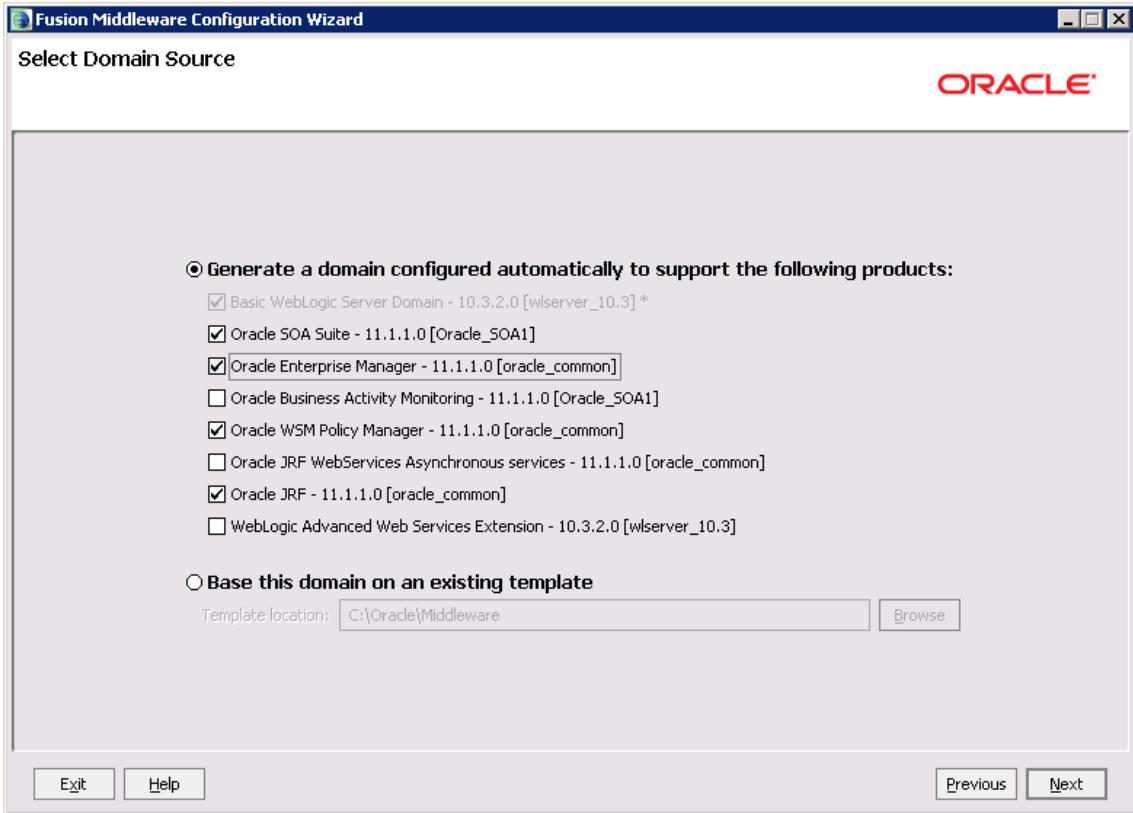 Fusion Middleware Configuration Wizard
Select Domain Source
ORACLE
Generate a domain configured automatically to support the following products:
Basic WebLogic Server Domain - 10.3.2.0 [wlserver_10.3] *
Oracle SOA Suite - 11.1.1.0 [Oracle_SOA1]
Oracle Enterprise Manager - 11.1.1.0 [oracle_common]
Oracle Business Activity Monitoring - 11.1.1.0 [Oracle_SOA1]
Oracle WSM Policy Manager - 11.1.1.0 [oracle_common]
Oracle JRF WebServices Asynchronous services - 11.1.1.0 [oracle_common]
Oracle JRF - 11.1.1.0 [oracle_common]
WebLogic Advanced Web Services Extension - 10.3.2.0 [wlserver_10.3]
Base this domain on an existing template
Template location: C:\Oracle\Middleware Browse
Exit Help Previous Next